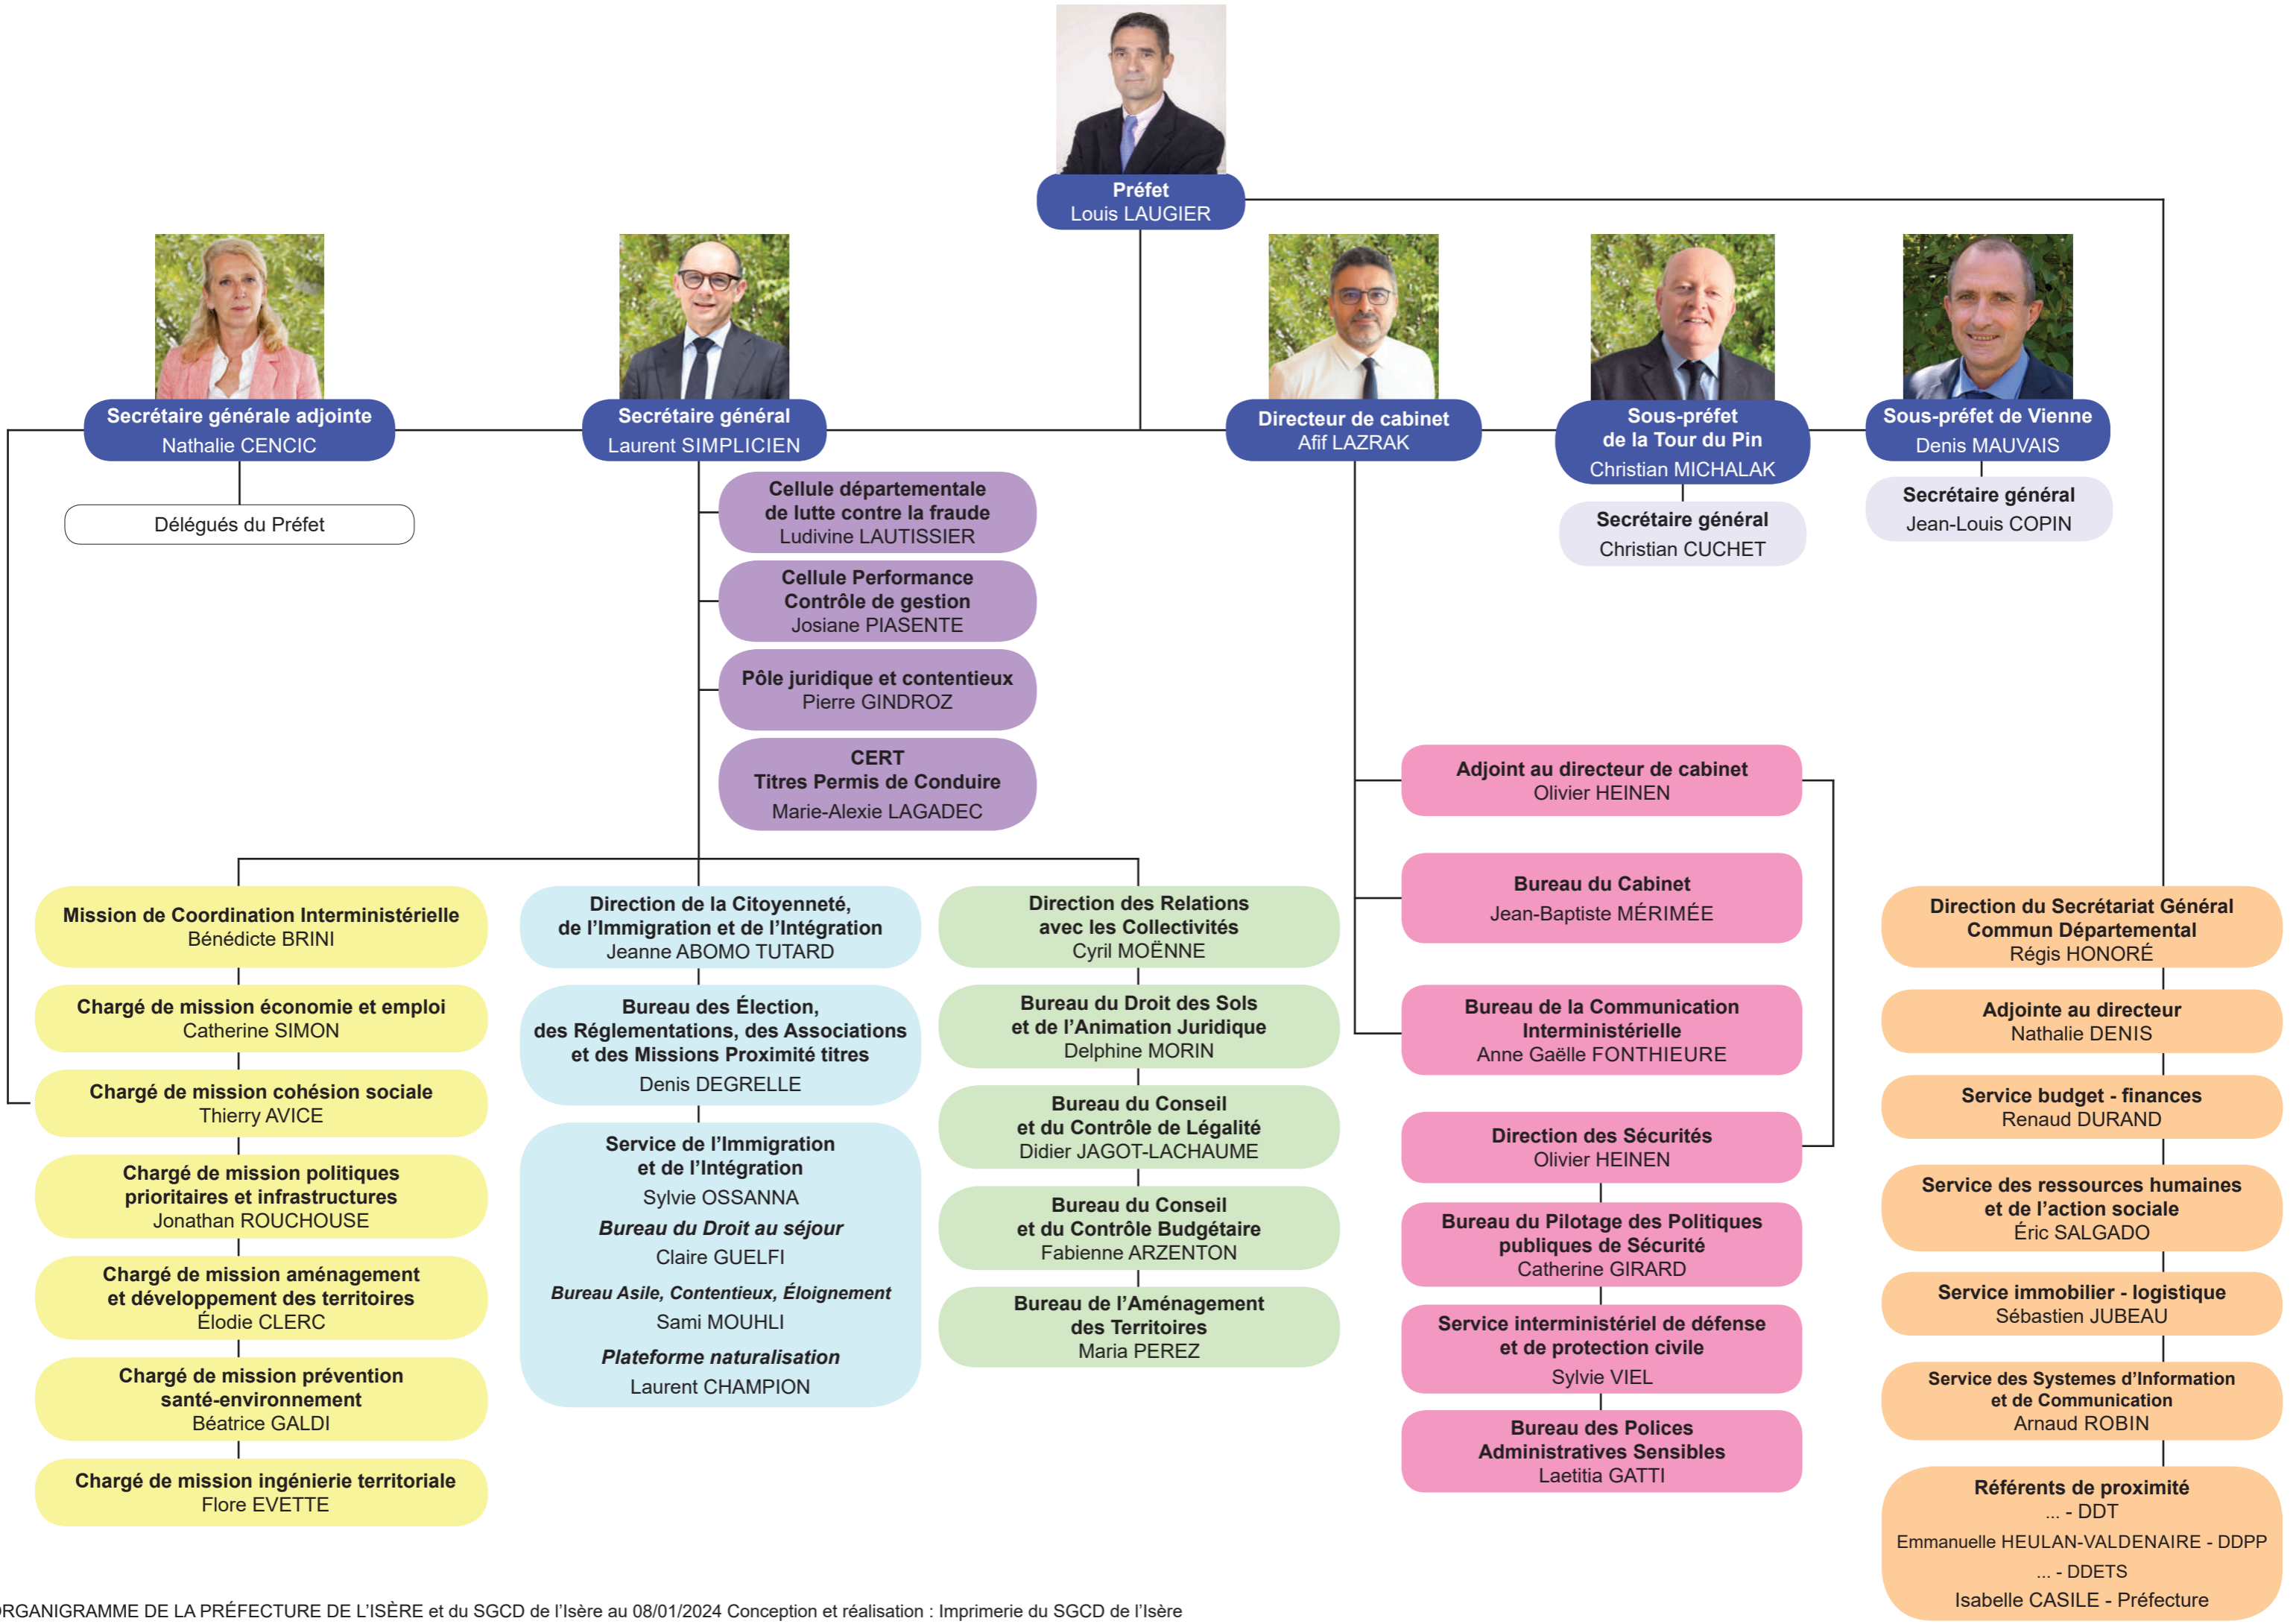 Préfet
Louis LAUGIER
Secrétaire générale adjointe
Nathalie CENCIC
Secrétaire général
Laurent SIMPLICIEN
Directeur de cabinet
Afif LAZRAK
Sous-préfet
de la Tour du Pin
Christian MICHALAK
Sous-préfet de Vienne
Denis MAUVAIS
Délégués du Préfet
Secrétaire général
Christian CUCHET
Secrétaire général
Jean-Louis COPIN
Cellule départementale
de lutte contre la fraude
Ludivine LAUTISSIER
Cellule Performance
Contrôle de gestion
Josiane PIASENTE
Pôle juridique et contentieux
Pierre GINDROZ
CERT
Titres Permis de Conduire
Marie-Alexie LAGADEC
Mission de Coordination Interministérielle
Bénédicte BRINI
Chargé de mission économie et emploi
Catherine SIMON
Chargé de mission cohésion sociale
Thierry AVICE
Chargé de mission politiques
prioritaires et infrastructures
Jonathan ROUCHOUSE
Chargé de mission aménagement
et développement des territoires
Élodie CLERC
Chargé de mission prévention
santé-environnement
Béatrice GALDI
Chargé de mission ingénierie territoriale
Flore EVETTE
Direction de la Citoyenneté,
de l'Immigration et de l'Intégration
Jeanne ABOMO TUTARD
Bureau des Élection,
des Réglementations, des Associations
et des Missions Proximité titres
Denis DEGRELLE
Service de l'Immigration
et de l'Intégration
Sylvie OSSANNA
Bureau du Droit au séjour
Claire GUELFI
Bureau Asile, Contentieux, Éloignement
Sami MOUHLI
Plateforme naturalisation
Laurent CHAMPION
Direction des Relations
avec les Collectivités
Cyril MOËNNE
Bureau du Droit des Sols
et de l'Animation Juridique
Delphine MORIN
Bureau du Conseil
et du Contrôle de Légalité
Didier JAGOT-LACHAUME
Bureau du Conseil
et du Contrôle Budgétaire
Fabienne ARZENTON
Bureau de l'Aménagement
des Territoires
Maria PEREZ
Adjoint au directeur de cabinet
Olivier HEINEN
Bureau du Cabinet
Jean-Baptiste MÉRIMÉE
Bureau de la Communication
Interministérielle
Anne Gaëlle FONTHIEURE
Direction des Sécurités
Olivier HEINEN
Bureau du Pilotage des Politiques
publiques de Sécurité
Catherine GIRARD
Service interministériel de défense
et de protection civile
Sylvie VIEL
Bureau des Polices
Administratives Sensibles
Laetitia GATTI
Direction du Secrétariat Général
Commun Départemental
Régis HONORÉ
Adjointe au directeur
Nathalie DENIS
Service budget - finances
Renaud DURAND
Service des ressources humaines
et de l'action sociale
Éric SALGADO
Service immobilier - logistique
Sébastien JUBEAU
Service des Systemes d'Information
et de Communication
Arnaud ROBIN
Référents de proximité
... - DDT
Emmanuelle HEULAN-VALDENAIRE - DDPP
... - DDETS
Isabelle CASILE - Préfecture
ORGANIGRAMME DE LA PRÉFECTURE DE L'ISÈRE et du SGCD de l'Isère au 08/01/2024 Conception et réalisation : Imprimerie du SGCD de l'Isère